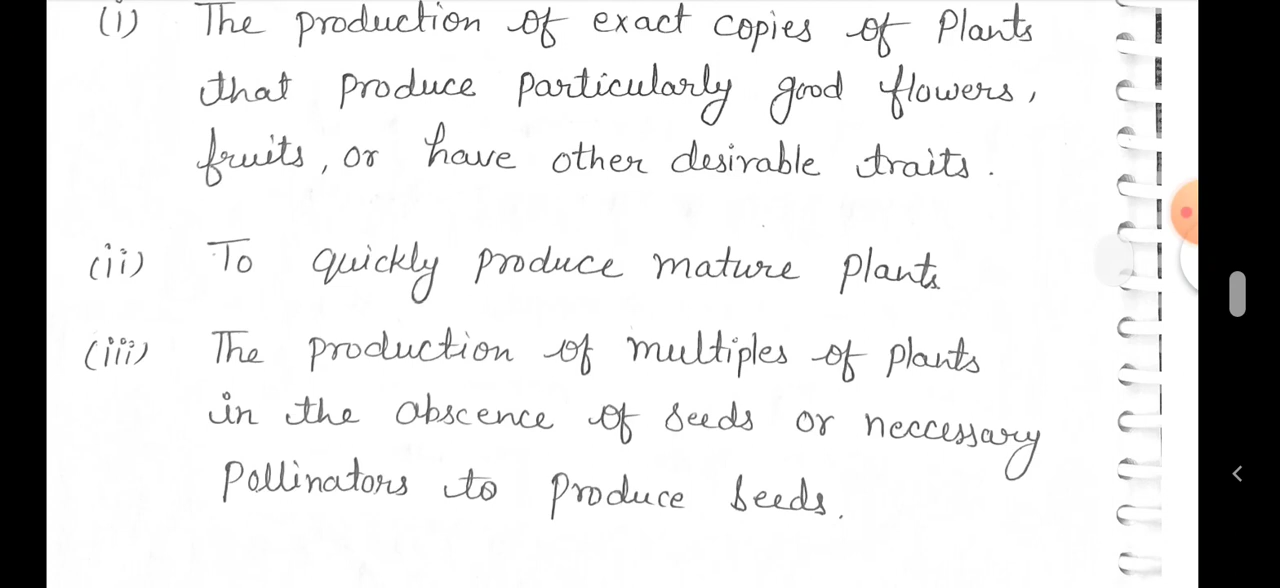 (i) The production of exact copies of Plants
that produce particularly good flowers,
fruits, or have other desirable traits.
(ii) To quickly produce mature plants
(iii) The production of multiples of plants
in the abscence of seeds or neccessary
Pollinators to produce seeds.